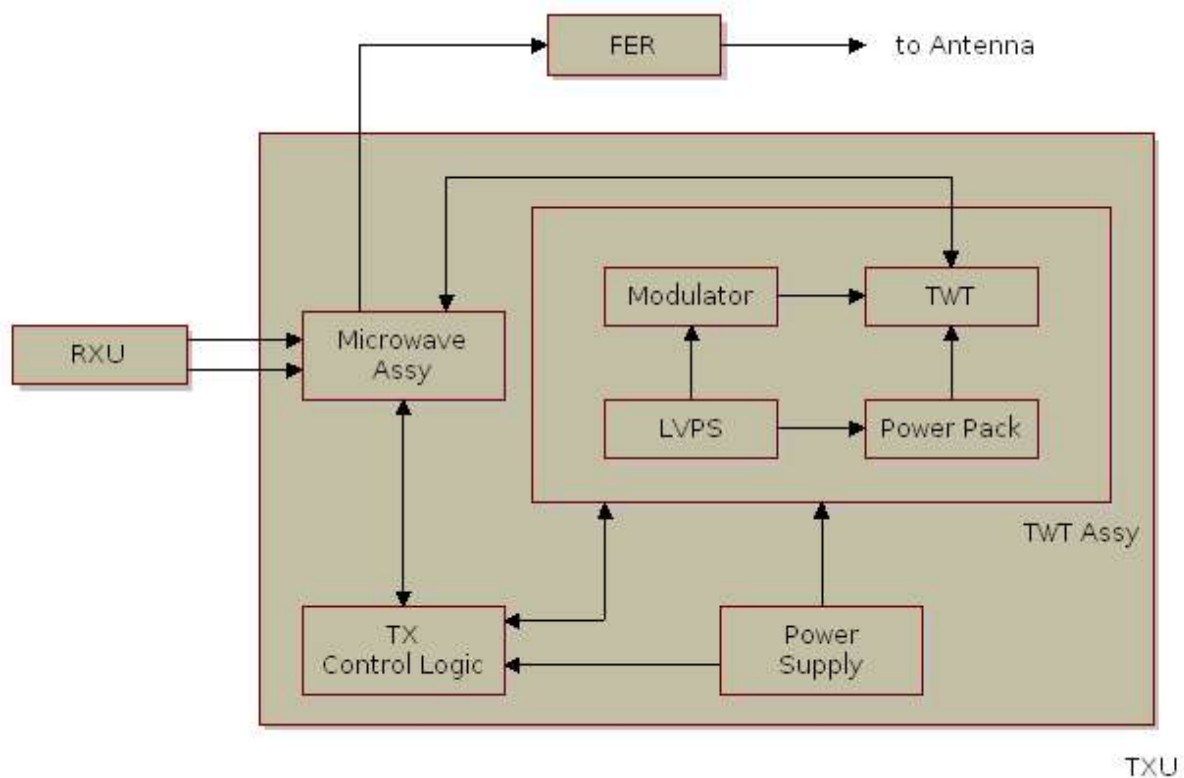 FER
to Antenna
Modulator
TWT
RXU
Microwave
Assy
LVPS
Power Pack
TWT Assy
TX
Control Logic
Power
Supply
TXU